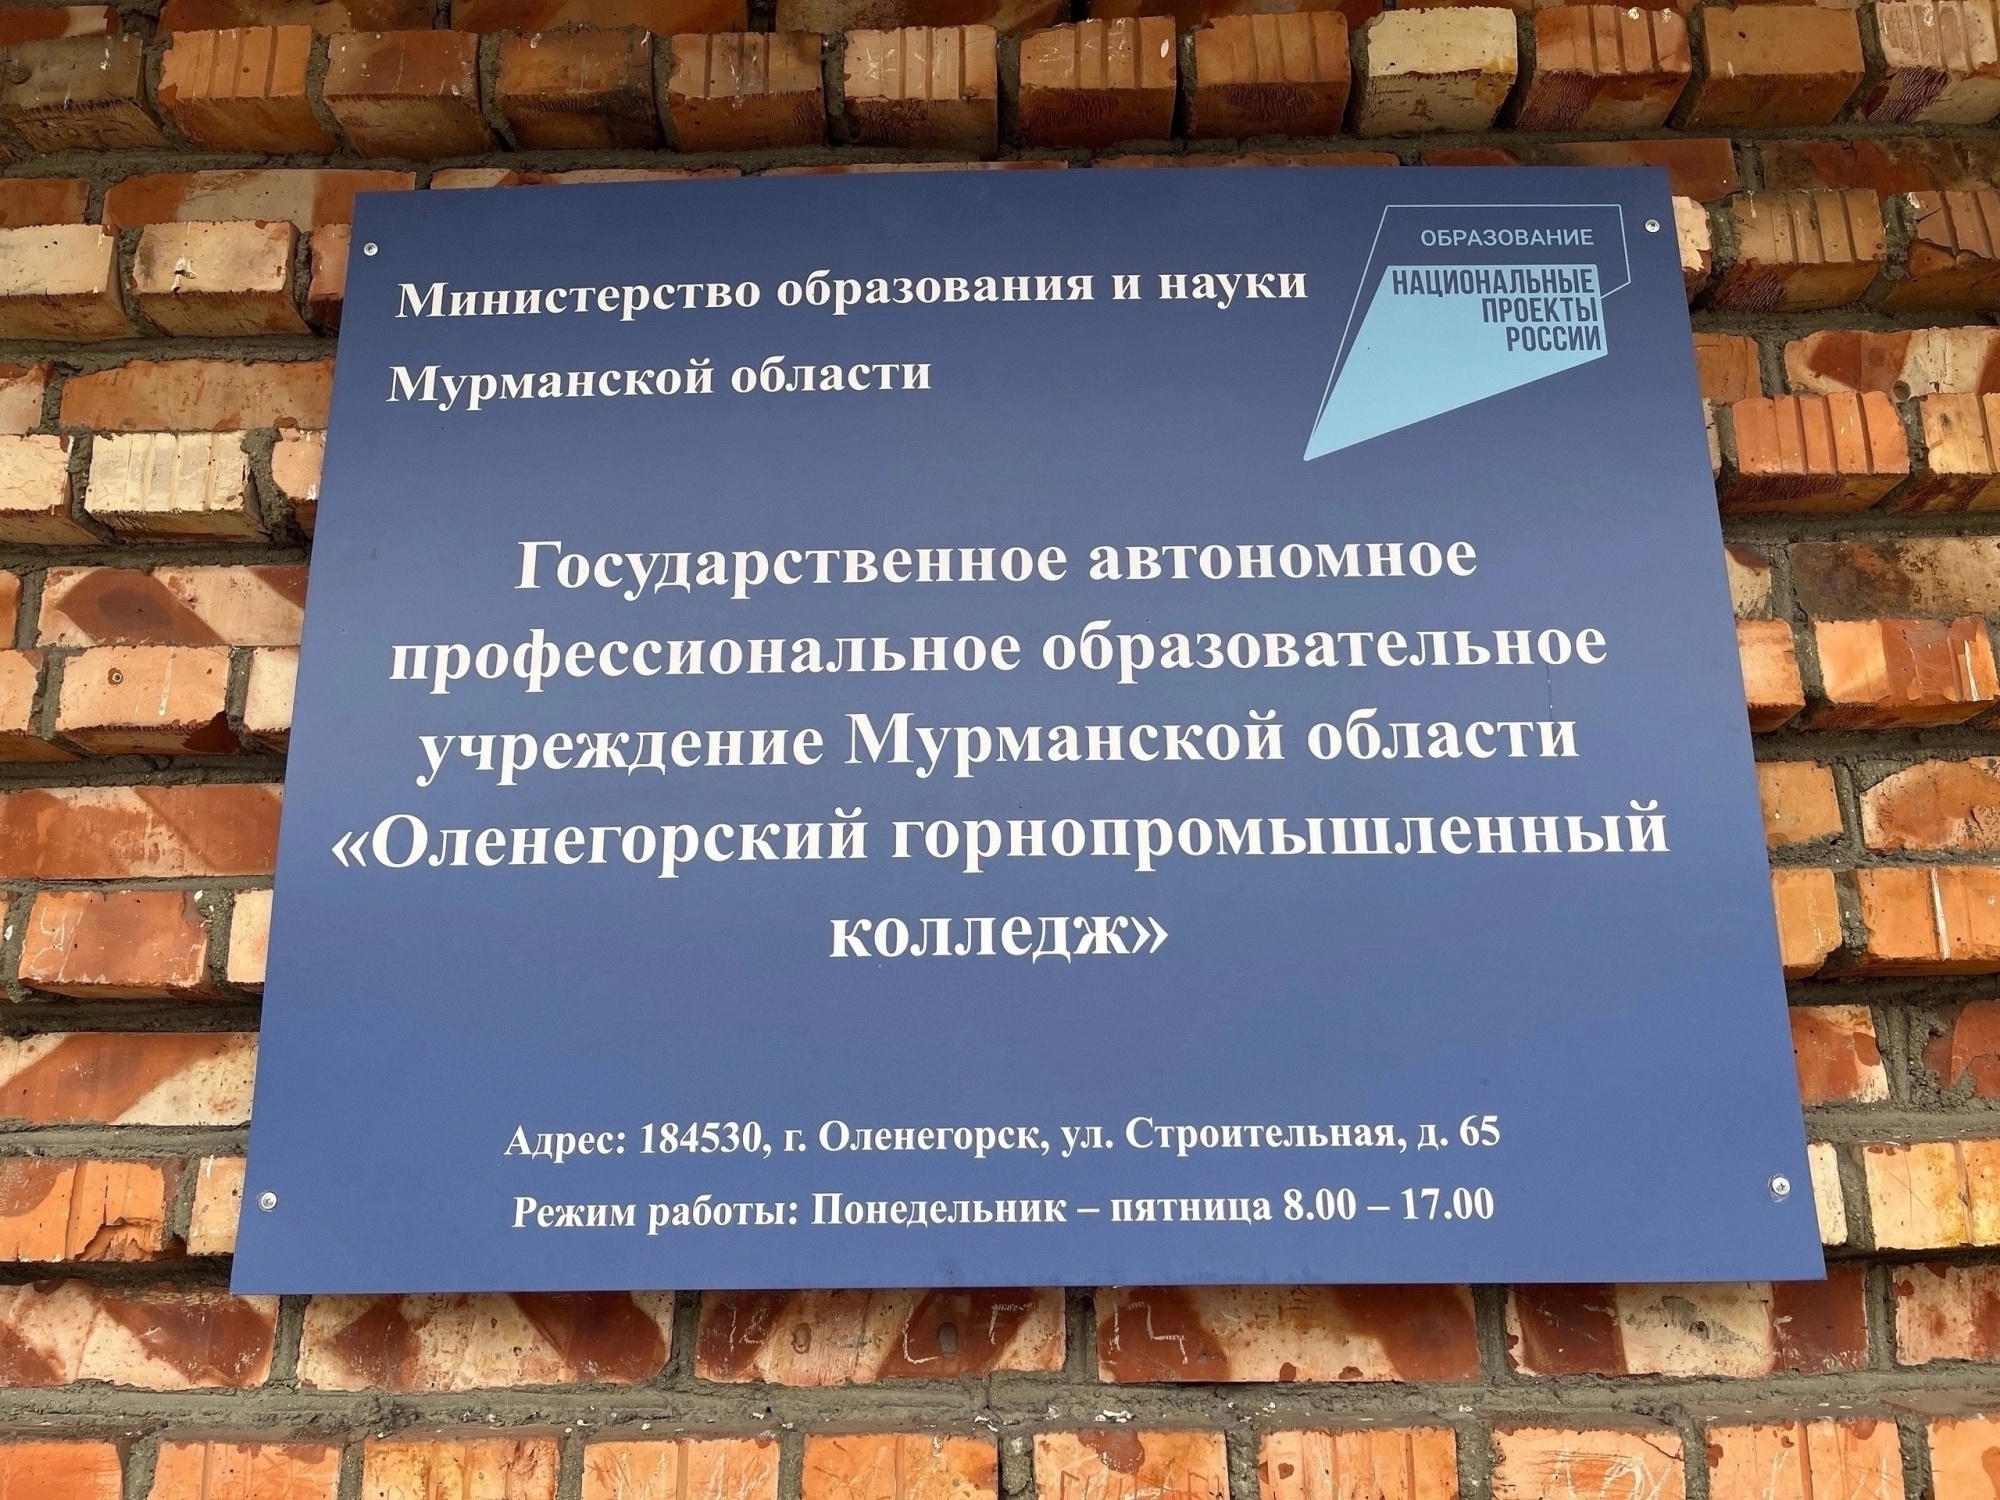 Министерство образования и науки
Мурманской области
ОБРАЗОВАНИЕ
НАЦИОНАЛЬНЫЕ
ПРОЕКТЫ
РОССИИ
Государственное автономное
профессиональное образовательное
учреждение Мурманской области
«Оленегорский горнопромышленный
колледж»
Адрес: 184530, г. Оленегорск, ул. Строительная, д. 65
Режим работы: Понедельник – пятница 8.00 – 17.00